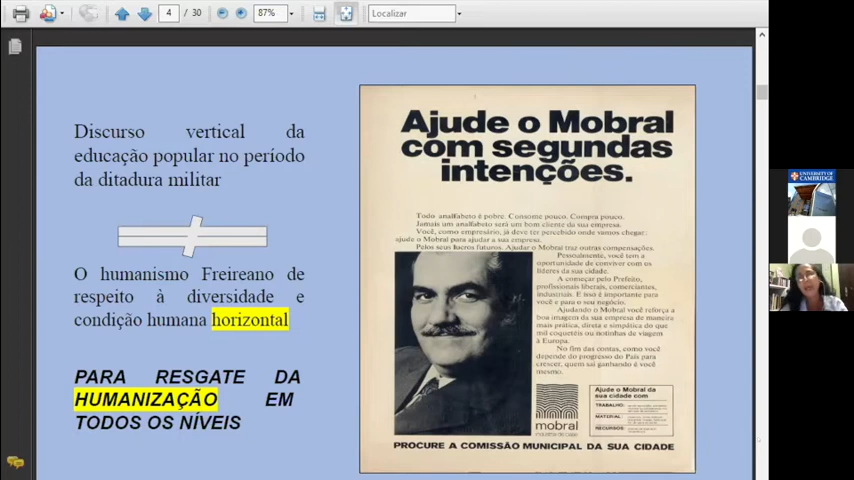 4 / 30
87%
Localizar
Discurso vertical da
educação popular no período
da ditadura militar
O humanismo Freireano de
respeito à diversidade e
condição humana horizontal
PARA RESGATE DA
HUMANIZAÇÃO EM
TODOS OS NÍVEIS
Ajude o Mobral
com segundas
intenções.
Todo analfabeto é pobre. Consome pouco. Compra pouco.
Jamais um analfabeto será um bom cliente da sua empresa.
Você, como empresário, já deve ter percebido onde vamos chegar:
ajude o Mobral para ajudar a sua empresa.
Pelos seus lucros futuros. Ajudar o Mobral traz outras compensações.
Pessoalmente, você tem a
oportunidade de conviver com os
líderes da sua cidade.
A começar pelo Prefeito,
profissionais liberais, comerciantes,
industriais. E isso é importante para
você e para o seu negócio.
Ajudando o Mobral você reforça a
boa imagem da sua empresa de maneira
mais prática, direta e simpática do que
mil coquetéis ou notinhas de viagem
à Europa.
No fim das contas, como você
depende do progresso do País para
crescer, quem sai ganhando é você
mesmo.
mobral
Ajude o Mobral da
sua cidade com
TRABALHO:
MATERIAL:
RECURSOS:
PROCURE A COMISSÃO MUNICIPAL DA SUA CIDADE
UNIVERSITY OF
CAMBRIDGE